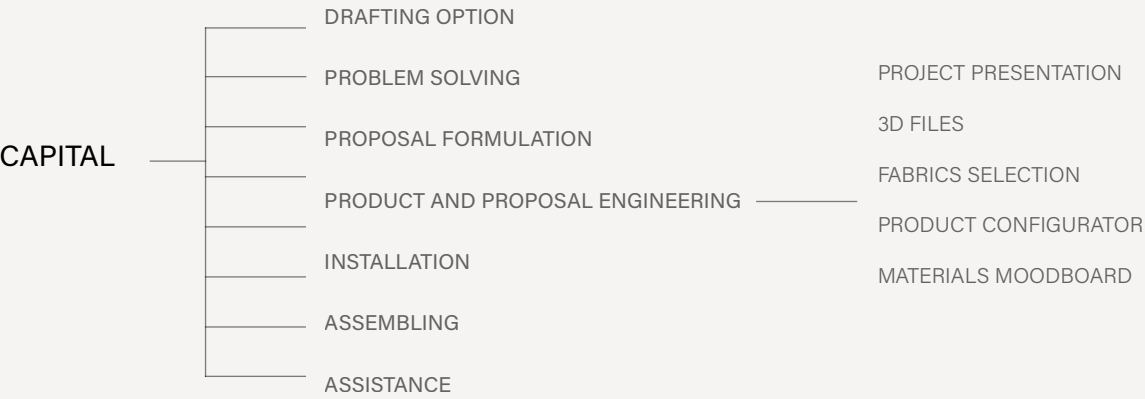 CAPITAL
DRAFTING OPTION
PROBLEM SOLVING
PROPOSAL FORMULATION
PRODUCT AND PROPOSAL ENGINEERING
INSTALLATION
ASSEMBLING
ASSISTANCE
PROJECT PRESENTATION
3D FILES
FABRICS SELECTION
PRODUCT CONFIGURATOR
MATERIALS MOODBOARD